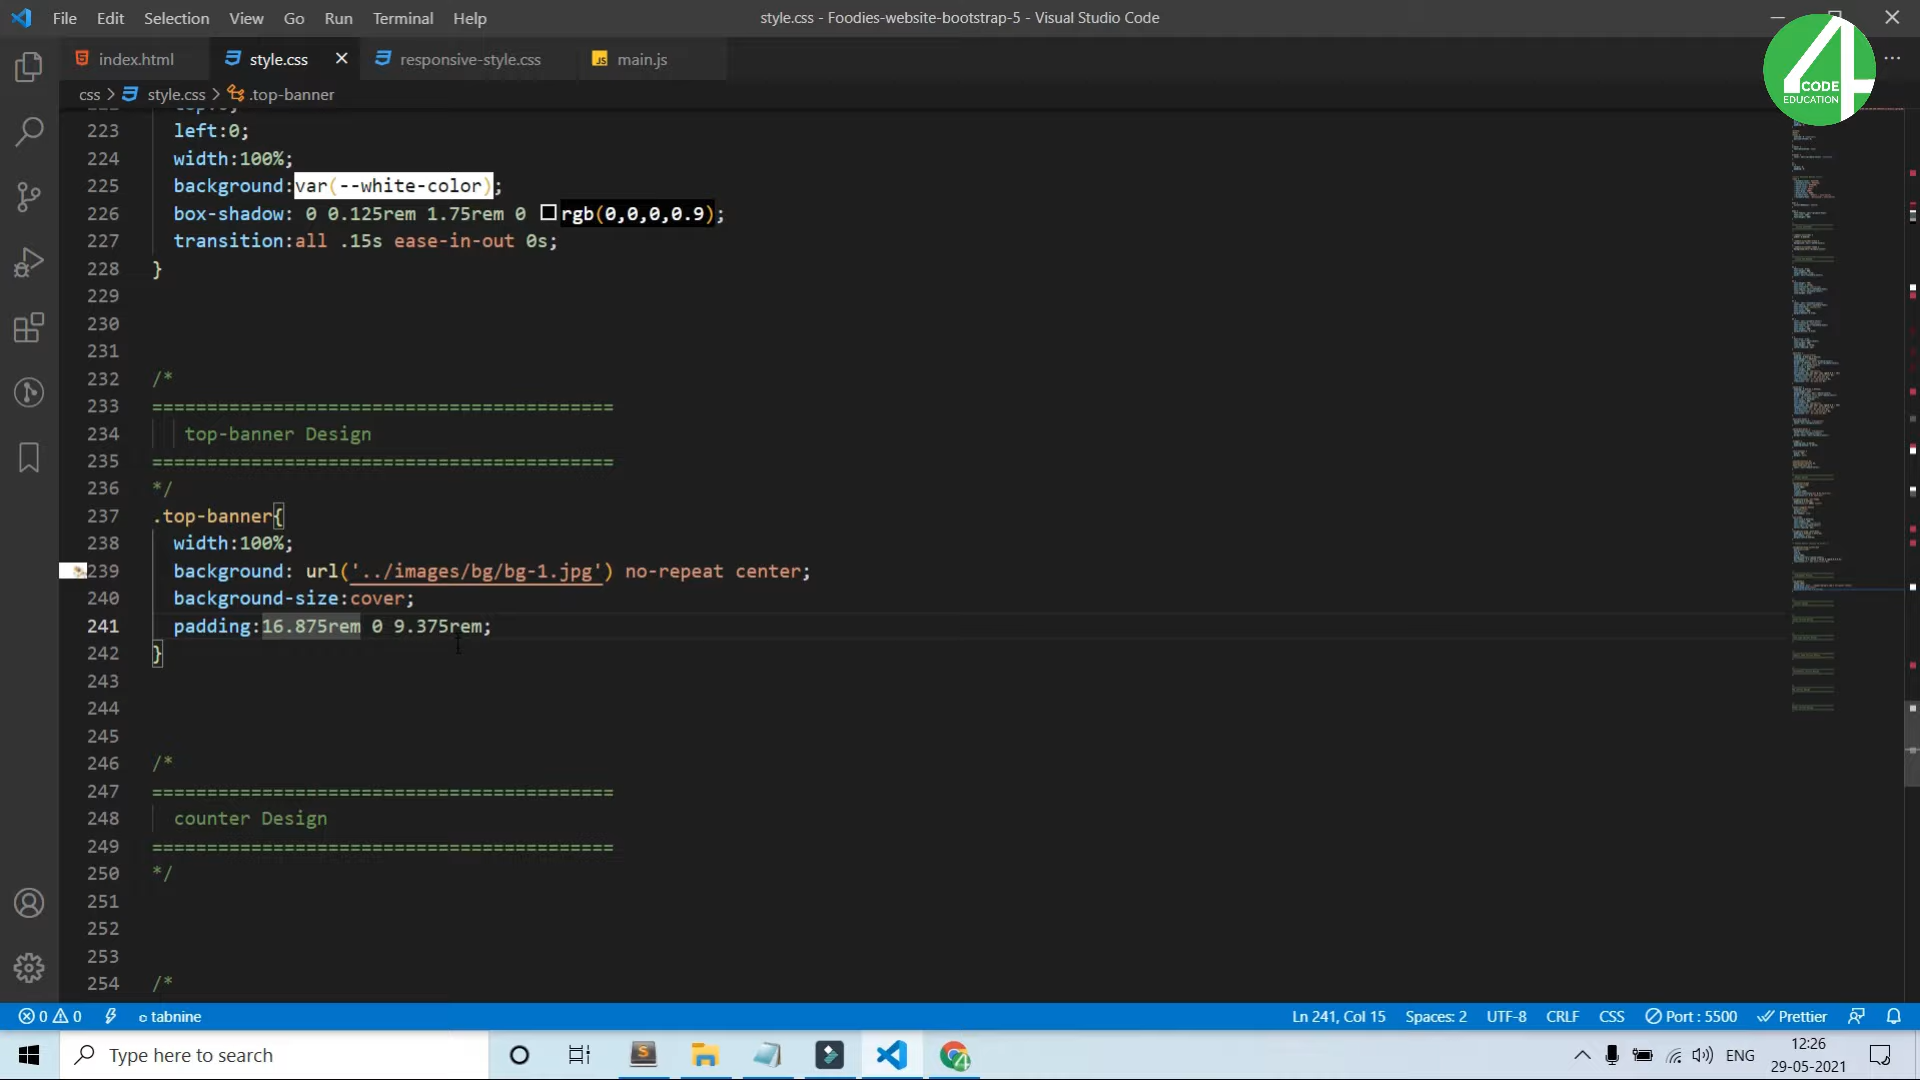 File Edit Selection View Go Run Terminal Help
style.css - Foodies-website-bootstrap-5 - Visual Studio Code
index.html style.css responsive-style.css JS main.js
4 CODE EDUCATION
css > style.css > .top-banner
223 left:0;
224 width:100%;
225 background:var(--white-color);
226 box-shadow: 0 0.125rem 1.75rem 0 rgb(0,0,0,0.9);
227 transition:all .15s ease-in-out 0s;
228 }
229
230
231
232 /*
233 ==========================================
234 top-banner Design
235 ==========================================
236 */
237 .top-banner{
238 width:100%;
239 background: url('../images/bg/bg-1.jpg') no-repeat center;
240 background-size:cover;
241 padding:16.875rem 0 9.375rem;
242 }
243
244
245
246 /*
247 ==========================================
248 counter Design
249 ==========================================
250 */
251
252
253
254 /*
0 0 tabnine Ln 241, Col 15 Spaces: 2 UTF-8 CRLF CSS Port : 5500 Prettier
Type here to search
ENG 12:26
29-05-2021